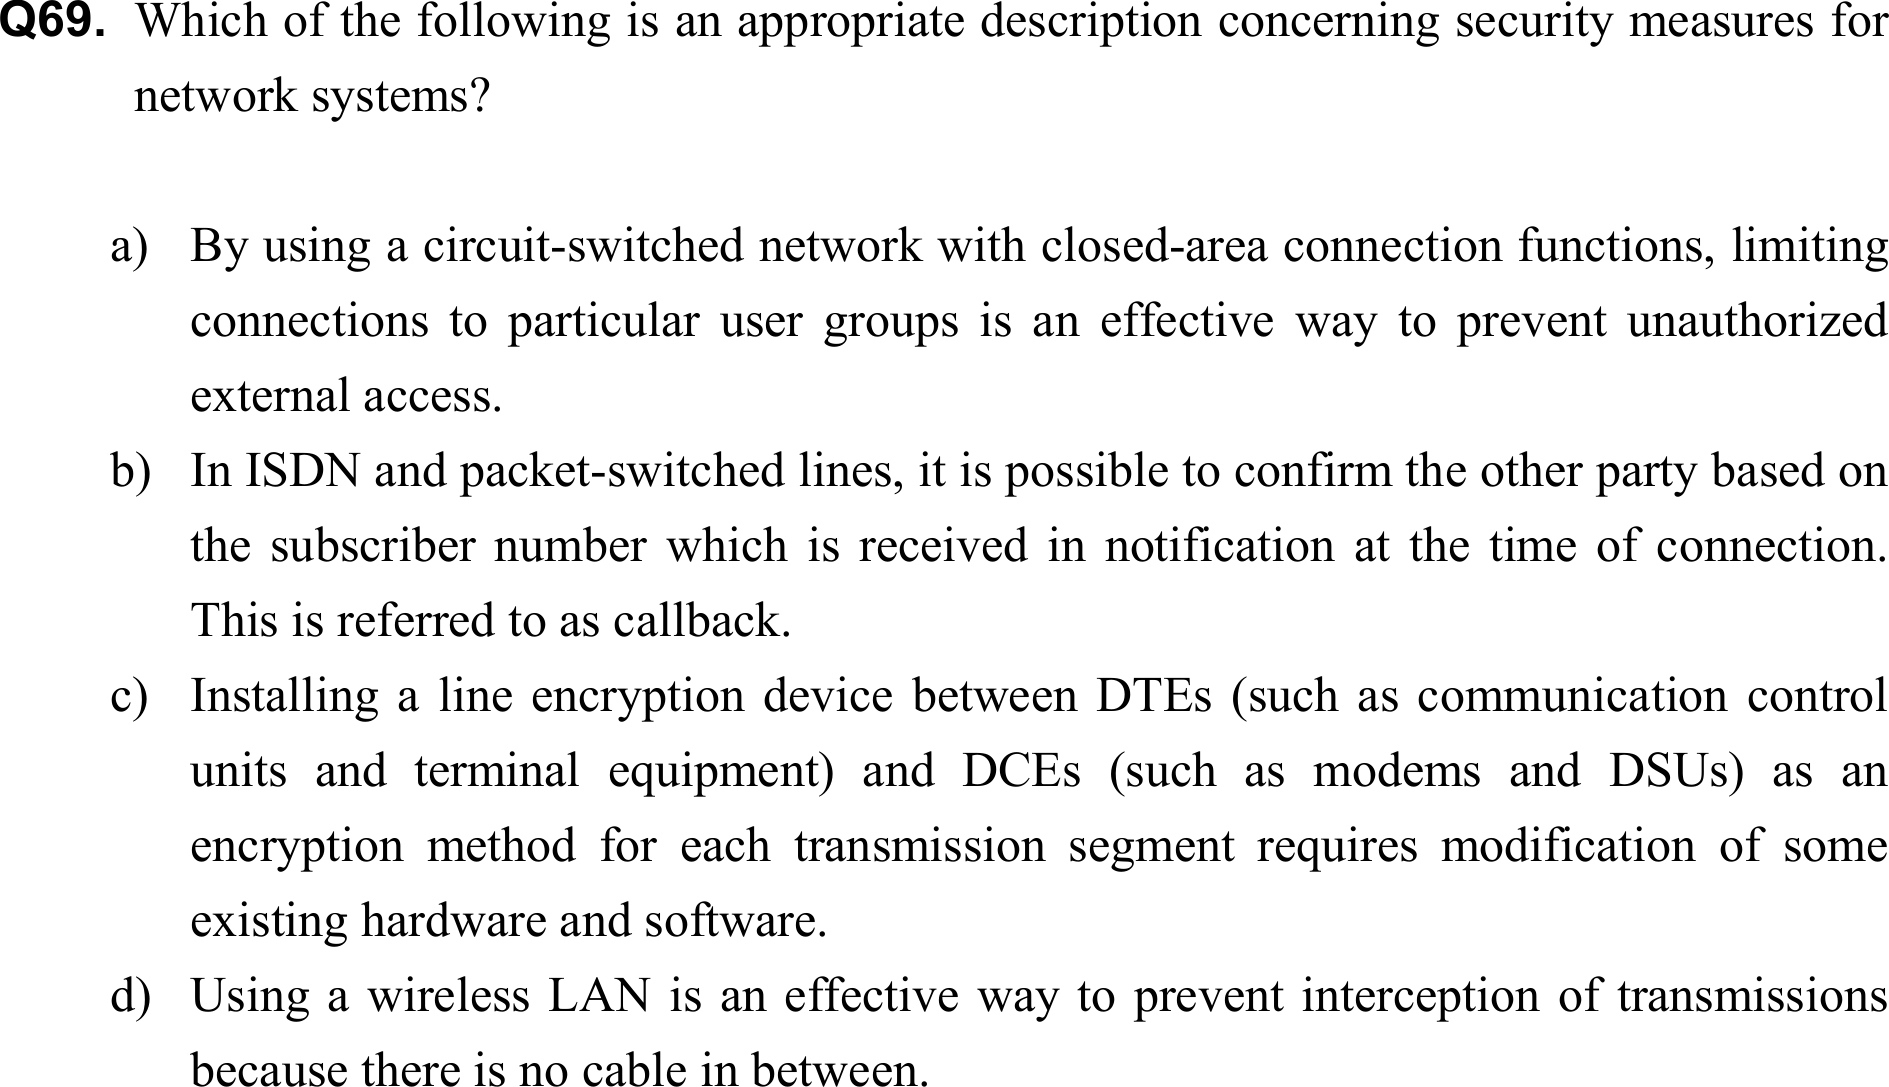 Q69. Which of the following is an appropriate description concerning security measures for
network systems?
a) By using a circuit-switched network with closed-area connection functions, limiting
connections to particular user groups is an effective way to prevent unauthorized
external access.
b) In ISDN and packet-switched lines, it is possible to confirm the other party based on
the subscriber number which is received in notification at the time of connection.
This is referred to as callback.
c) Installing a line encryption device between DTEs (such as communication control
units and terminal equipment) and DCEs (such as modems and DSUs) as an
encryption method for each transmission segment requires modification of some
existing hardware and software.
d) Using a wireless LAN is an effective way to prevent interception of transmissions
because there is no cable in between.